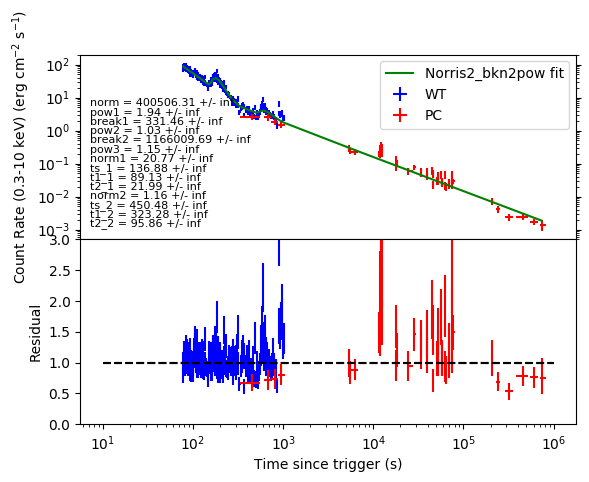 Count Rate (0.3-10 keV) (erg cm⁻² s⁻¹)
10²
10¹
10⁰
10⁻¹
10⁻²
10⁻³
Norris2_bkn2pow fit
WT
PC
norm = 400506.31 +/- inf
pow1 = 1.94 +/- inf
break1 = 331.46 +/- inf
pow2 = 1.03 +/- inf
break2 = 1166009.69 +/- inf
pow3 = 1.15 +/- inf
norm1 = 20.77 +/- inf
ts_1 = 136.88 +/- inf
t1_1 = 89.13 +/- inf
t2_1 = 21.99 +/- inf
norm2 = 1.16 +/- inf
ts_2 = 450.48 +/- inf
t1_2 = 323.28 +/- inf
t2_2 = 95.86 +/- inf
Residual
3.0
2.5
2.0
1.5
1.0
0.5
0.0
10¹ 10² 10³ 10⁴ 10⁵ 10⁶
Time since trigger (s)